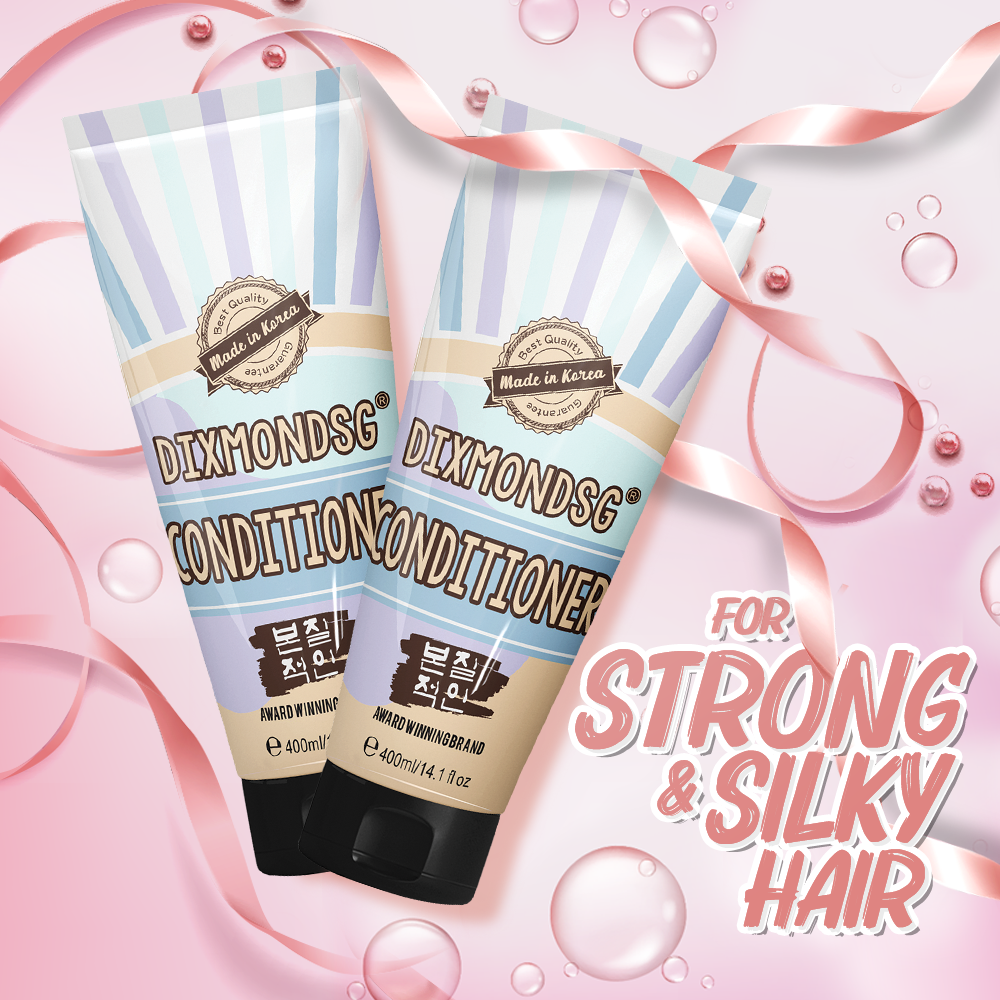 Best Quality
Made in Korea
Guarantee
DIXMONDSG®
CONDITIONE
본질
적인
AWARD WINNING
e 400ml/
Best Quality
Made in Korea
Guarantee
DIXMONDSG®
CONDITIONER
본질
적인
AWARD WINNING BRAND
e 400ml/14.1 fl oz
FOR
STRONG
& SILKY
HAIR